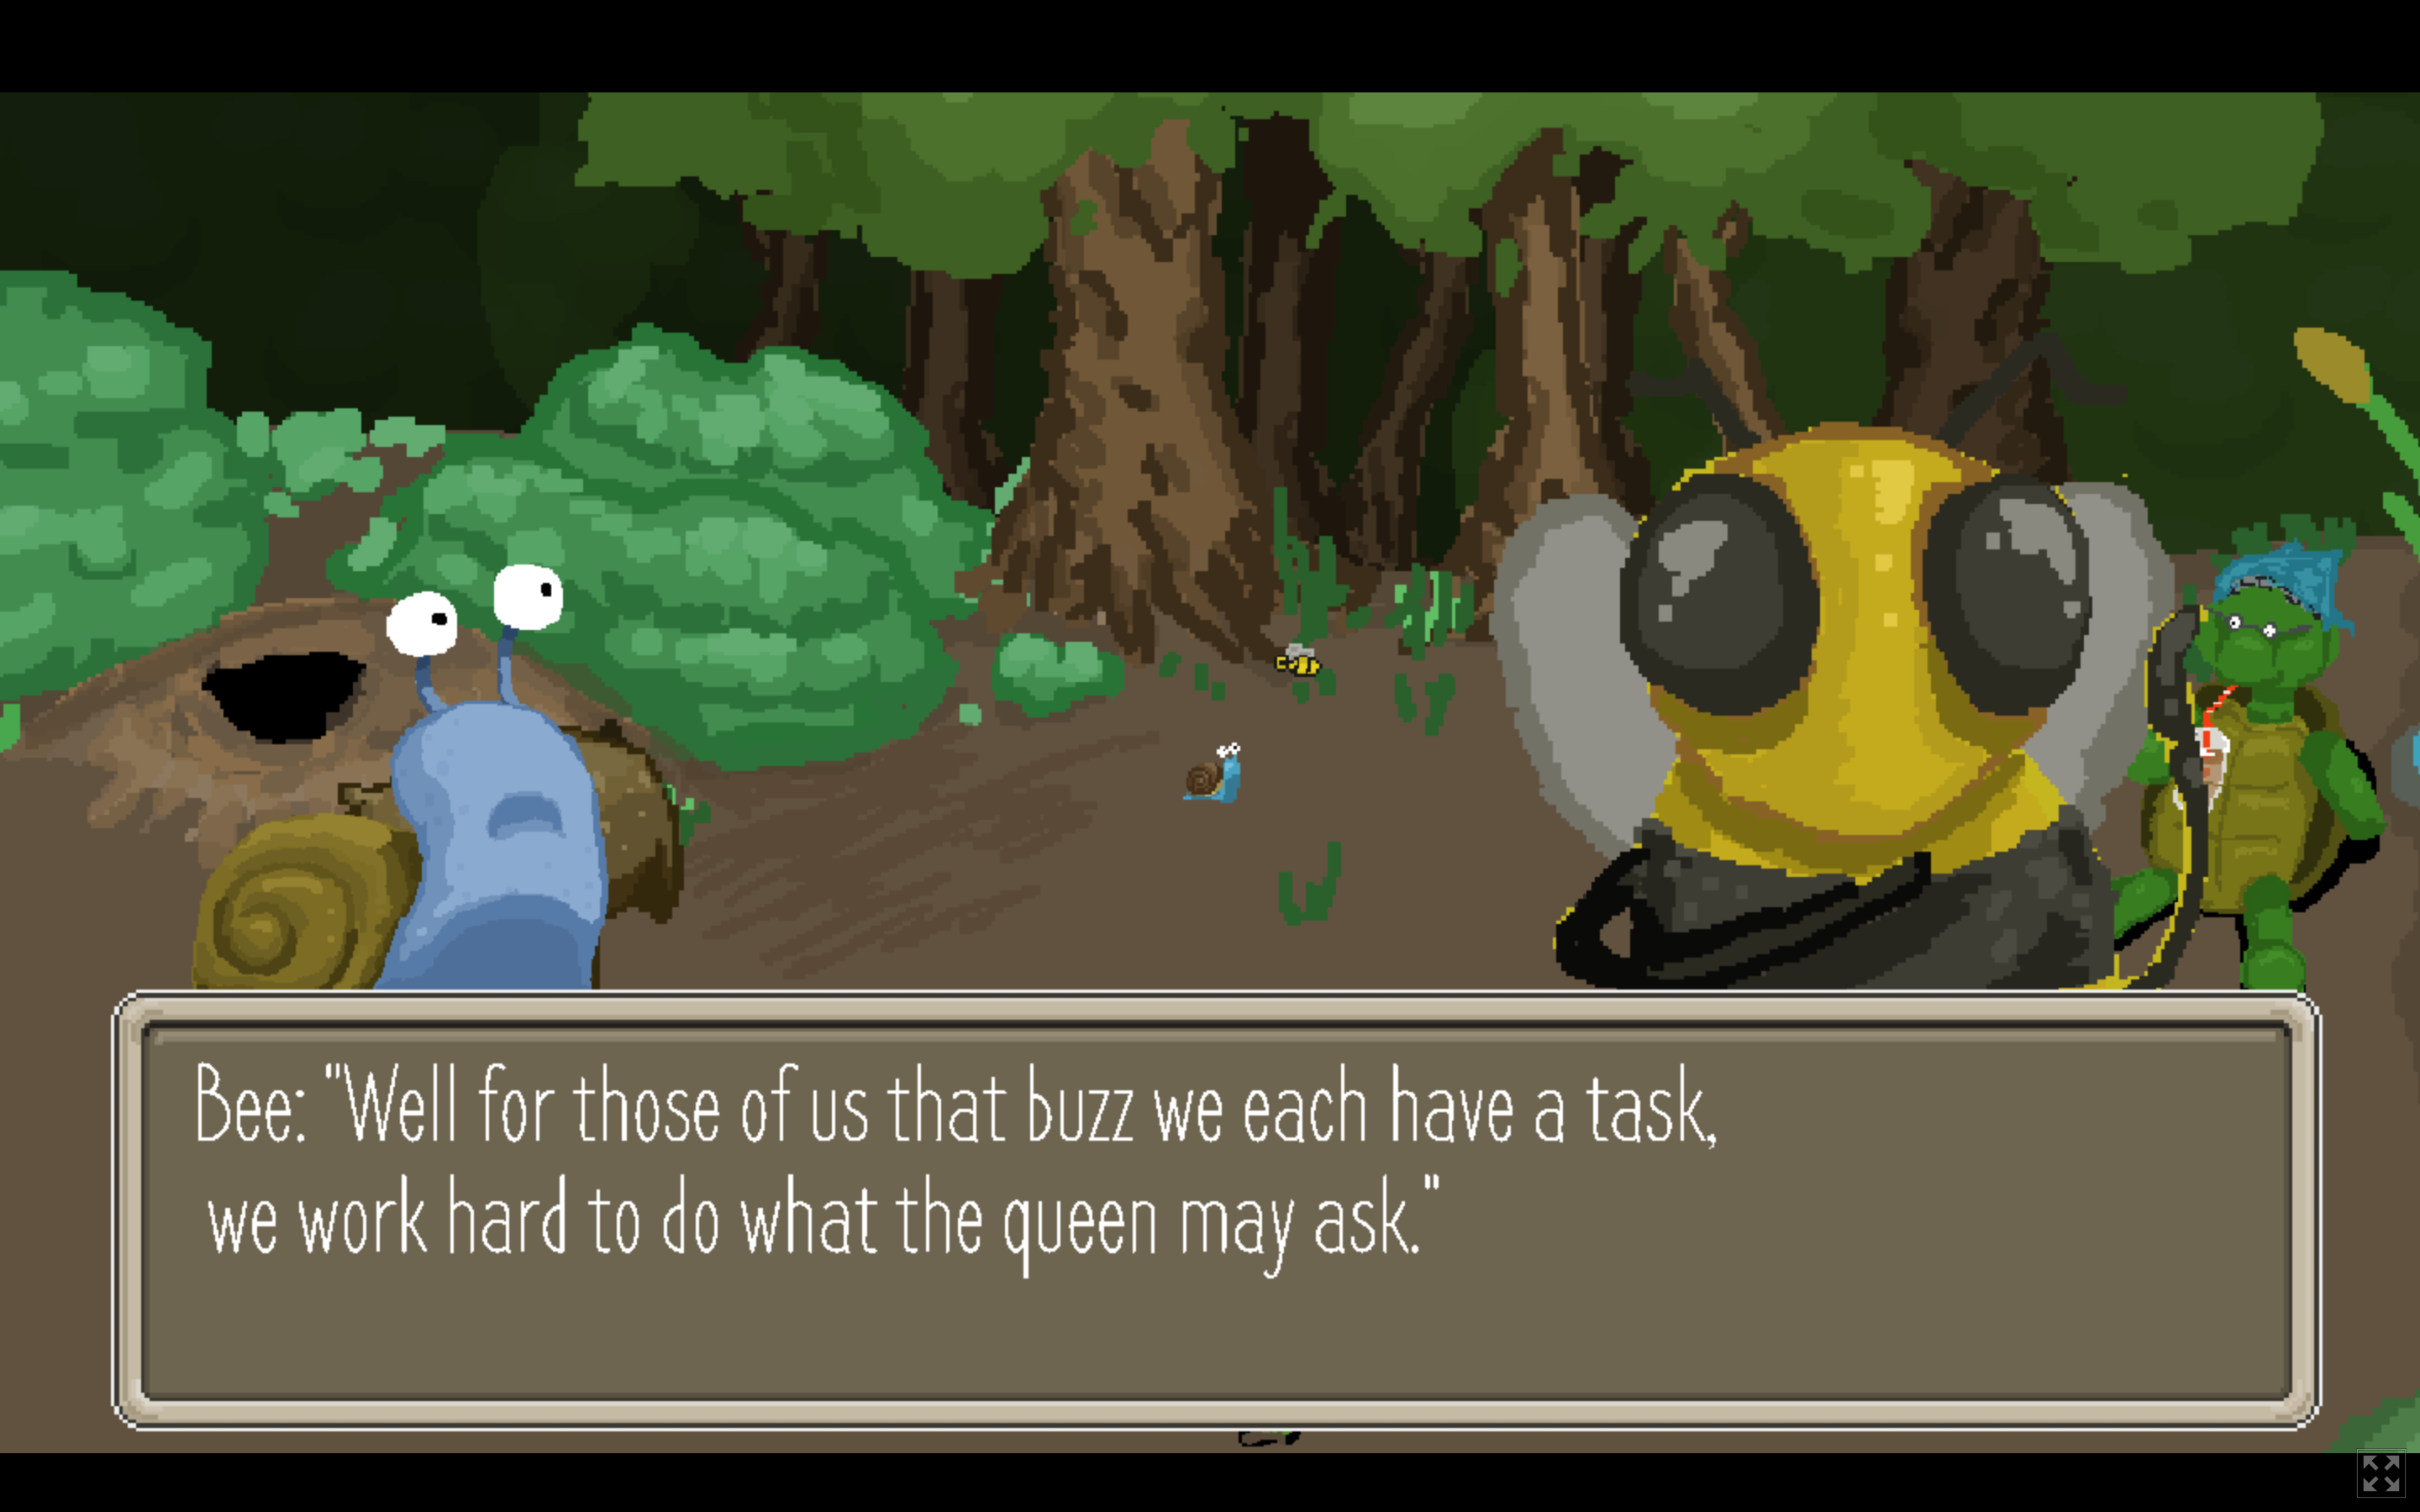 Bee: "Well for those of us that buzz we each have a task,
we work hard to do what the queen may ask."